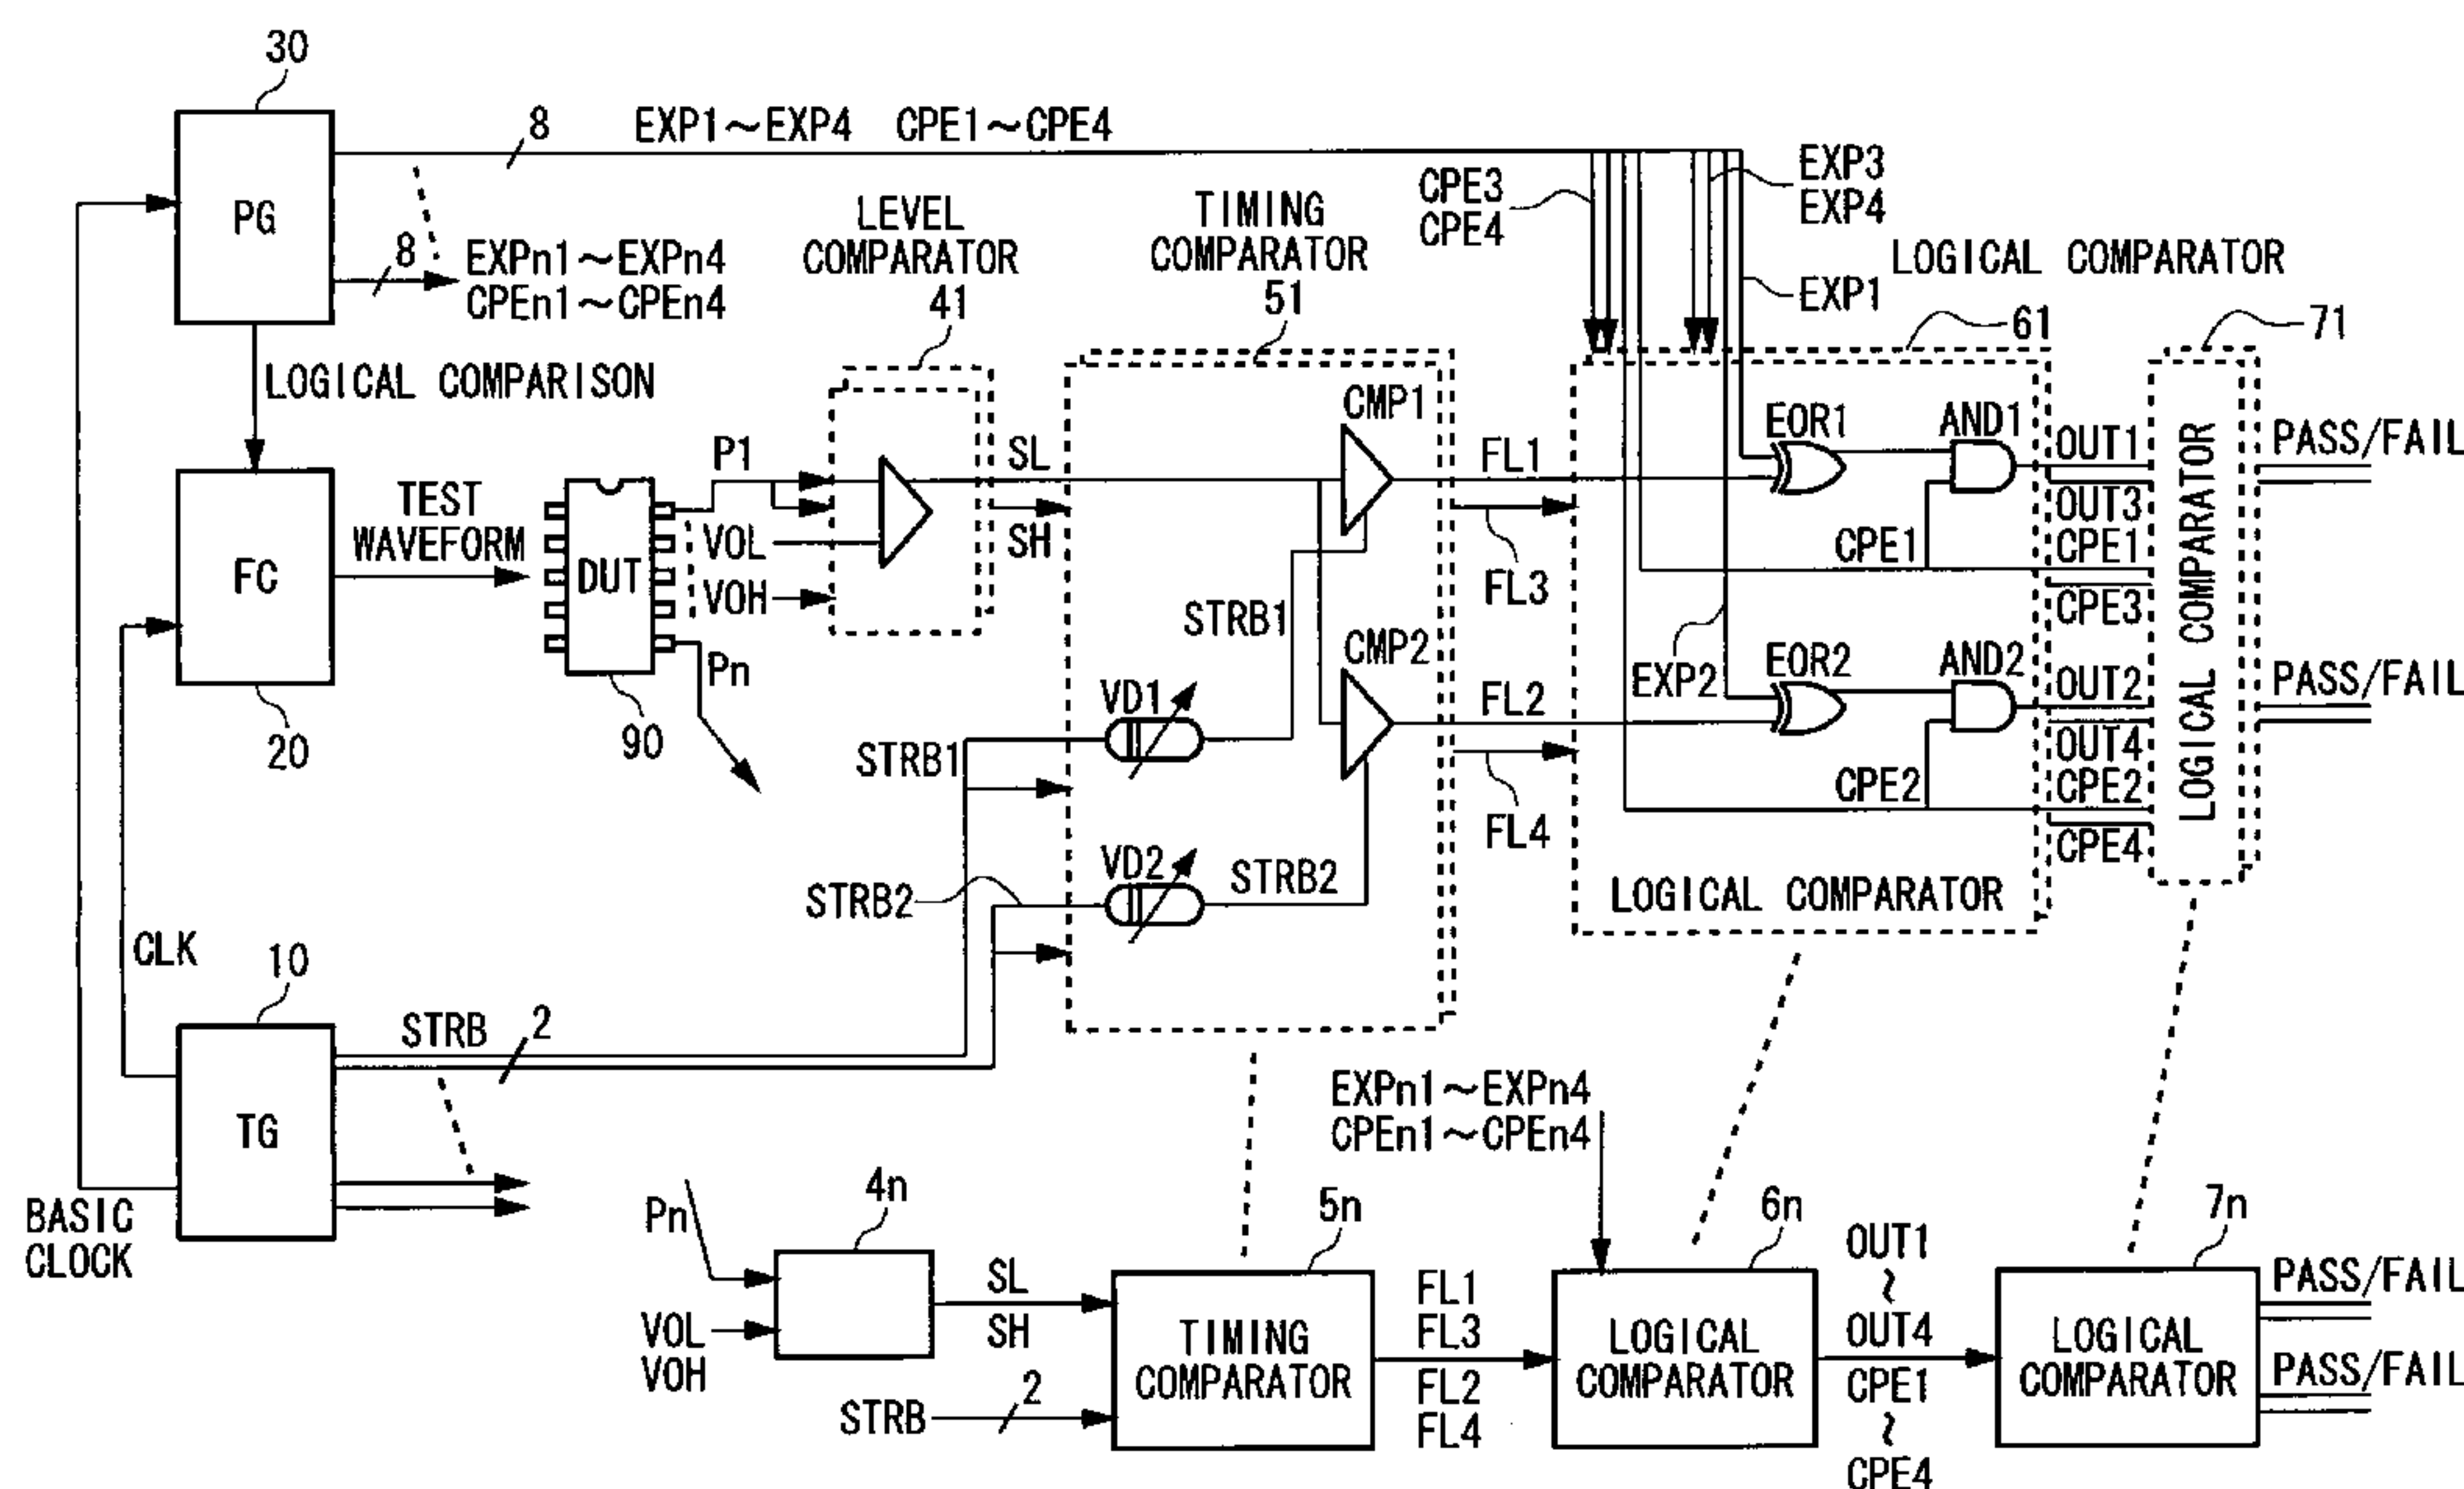 30
8
EXP1～EXP4 CPE1～CPE4
PG
8
EXPn1～EXPn4
CPEn1～CPEn4
LEVEL
COMPARATOR
41
TIMING
COMPARATOR
51
CPE3
CPE4
EXP3
EXP4
EXP1
LOGICAL COMPARATOR
61
71
LOGICAL COMPARISON
FC
20
TEST
WAVEFORM
DUT
90
P1
VOL
VOH
Pn
SL
SH
CMP1
CMP2
STRB1
VD1
STRB1
VD2
STRB2
STRB2
FL1
FL3
FL2
FL4
EOR1
AND1
CPE1
EXP2
EOR2
AND2
CPE2
LOGICAL COMPARATOR
OUT1
OUT3
CPE1
CPE3
OUT2
OUT4
CPE2
CPE4
LOGICAL COMPARATOR
PASS/FAIL
PASS/FAIL
CLK
10
TG
STRB
2
BASIC
CLOCK
Pn
4n
VOL
VOH
SL
SH
STRB
2
5n
TIMING
COMPARATOR
FL1
FL3
FL2
FL4
EXPn1～EXPn4
CPEn1～CPEn4
6n
LOGICAL
COMPARATOR
OUT1
～
OUT4
CPE1
～
CPE4
7n
LOGICAL
COMPARATOR
PASS/FAIL
PASS/FAIL